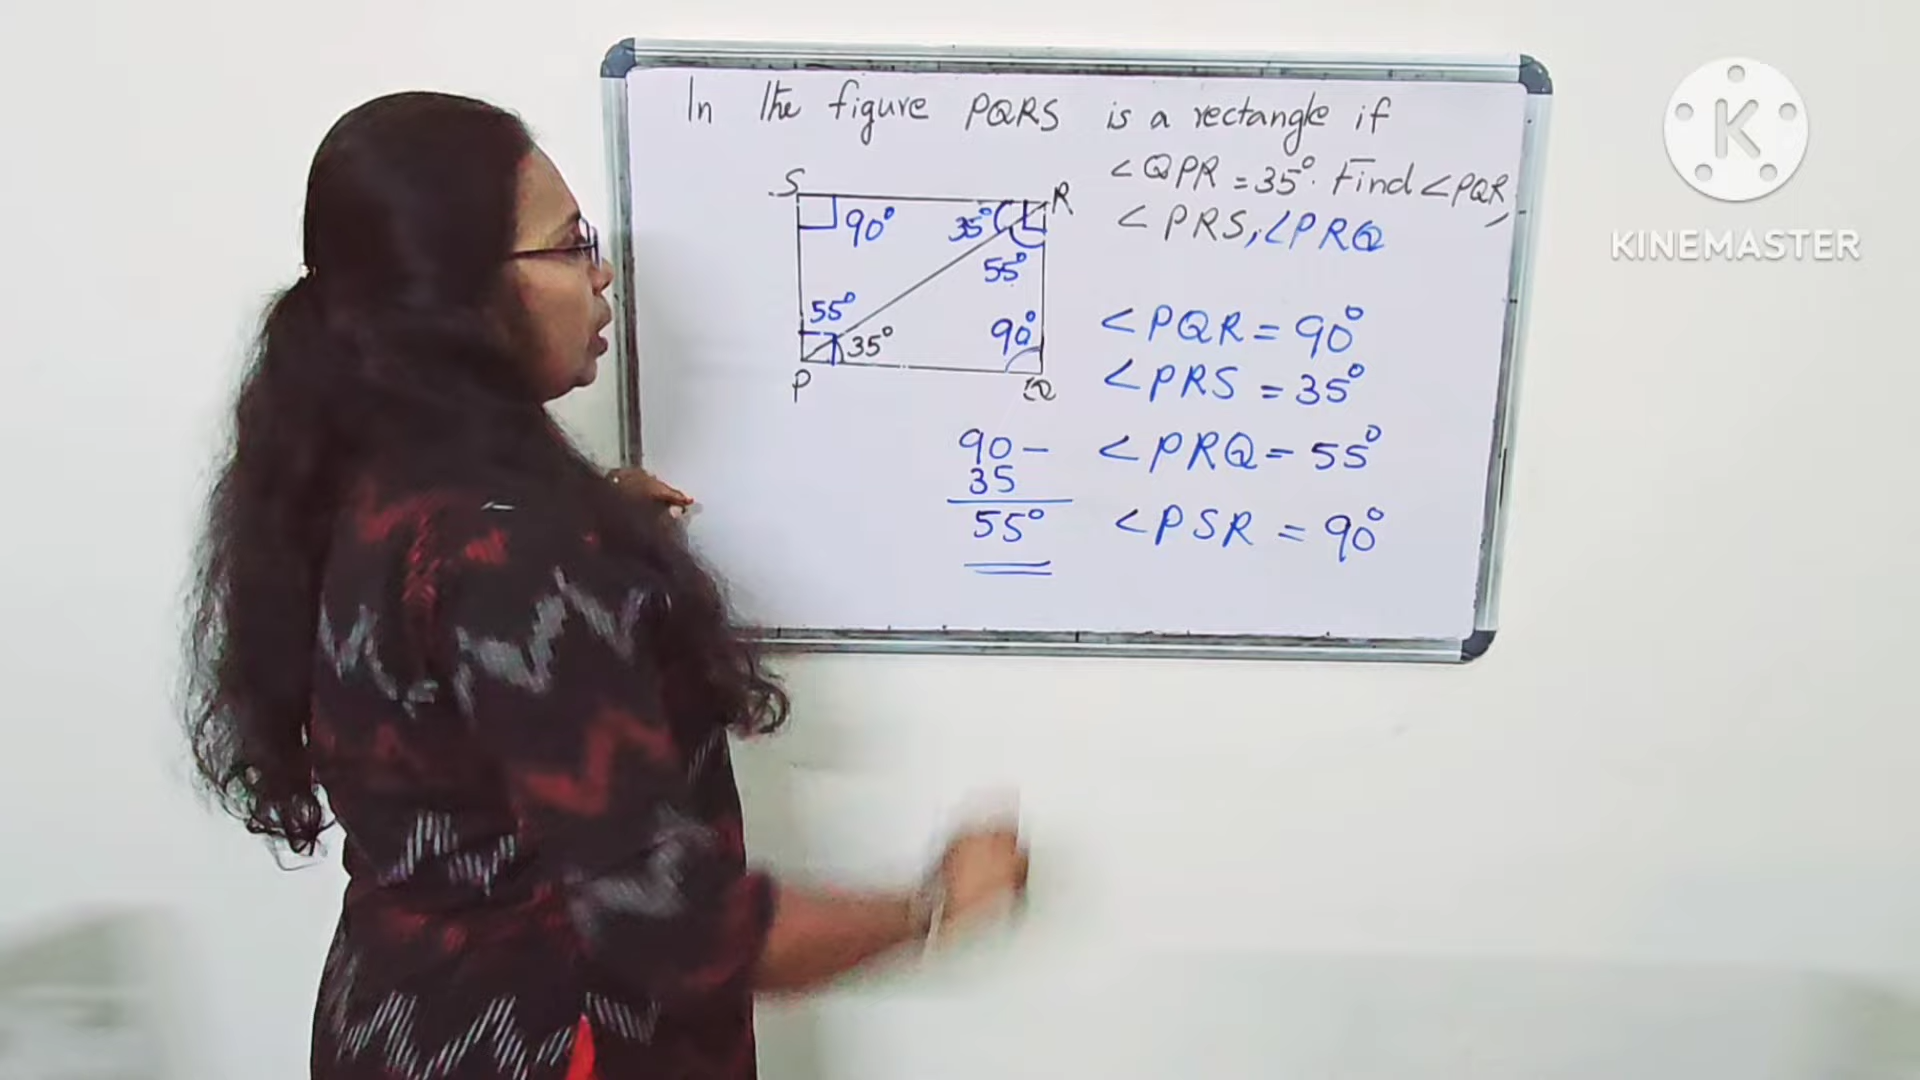 In the figure PQRS is a rectangle if
∠QPR = 35°. Find ∠PQR,
∠PRS, ∠PRQ
S
R
90°
35°
55°
55°
90°
35°
P
Q
∠PQR = 90°
∠PRS = 35°
90 –
35
55°
∠PRQ = 55°
∠PSR = 90°
K
KINEMASTER